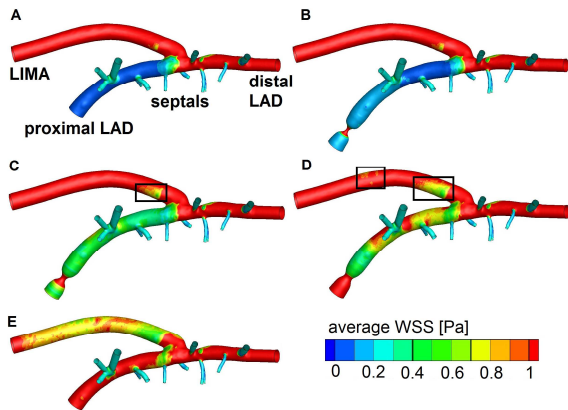 A
LIMA
septals
distal
LAD
proximal LAD
B
C
D
E
average WSS [Pa]
0 0.2 0.4 0.6 0.8 1